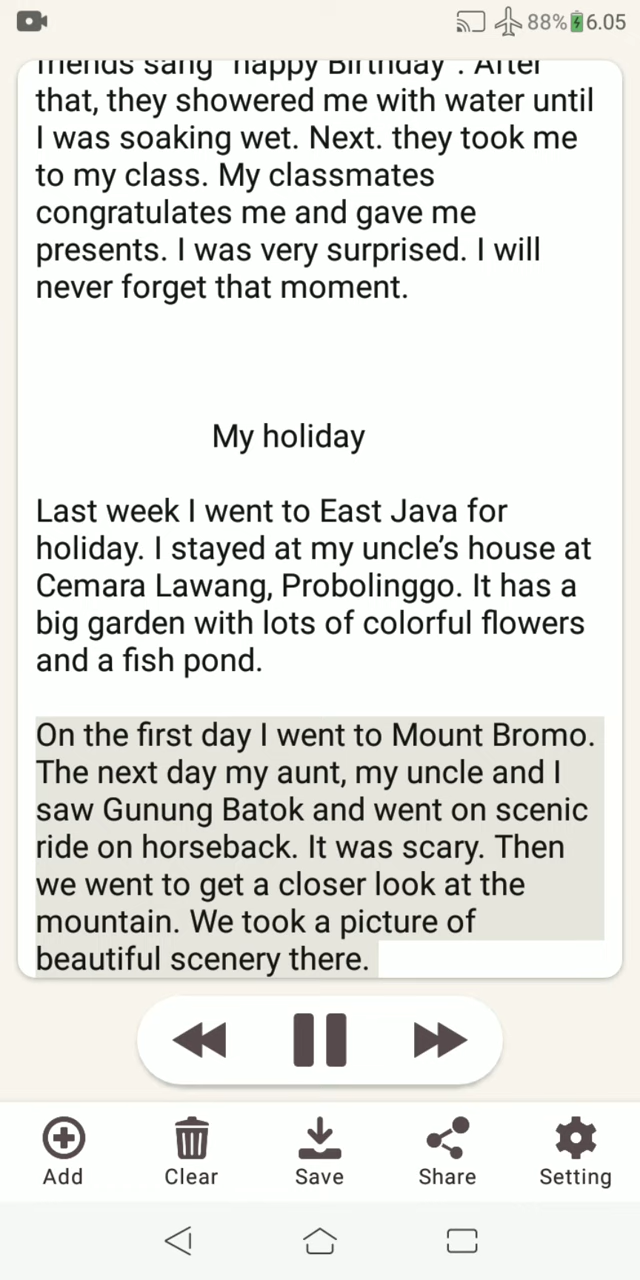 88% 6.05
friends sang "happy Birthday". After
that, they showered me with water until
I was soaking wet. Next. they took me
to my class. My classmates
congratulates me and gave me
presents. I was very surprised. I will
never forget that moment.
My holiday
Last week I went to East Java for
holiday. I stayed at my uncle’s house at
Cemara Lawang, Probolinggo. It has a
big garden with lots of colorful flowers
and a fish pond.
On the first day I went to Mount Bromo.
The next day my aunt, my uncle and I
saw Gunung Batok and went on scenic
ride on horseback. It was scary. Then
we went to get a closer look at the
mountain. We took a picture of
beautiful scenery there.
Add Clear Save Share Setting